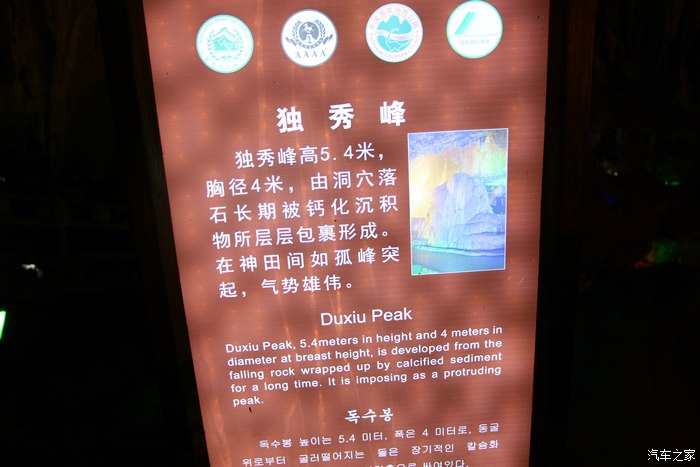 AAAA
独秀峰
独秀峰高5.4米，
胸径4米，由洞穴落
石长期被钙化沉积
物所层层包裹形成。
在神田间如孤峰突
起，气势雄伟。
Duxiu Peak
Duxiu Peak, 5.4meters in height and 4 meters in
diameter at breast height, is developed from the
falling rock wrapped up by calcified sediment
for a long time. It is imposing as a protruding
peak.
독수봉
독수봉 높이는 5.4 미터, 폭은 4 미터로, 동굴
위로부터 굴러떨어지는 돌은 장기적인 칼슘화
싸여있다.
汽车之家